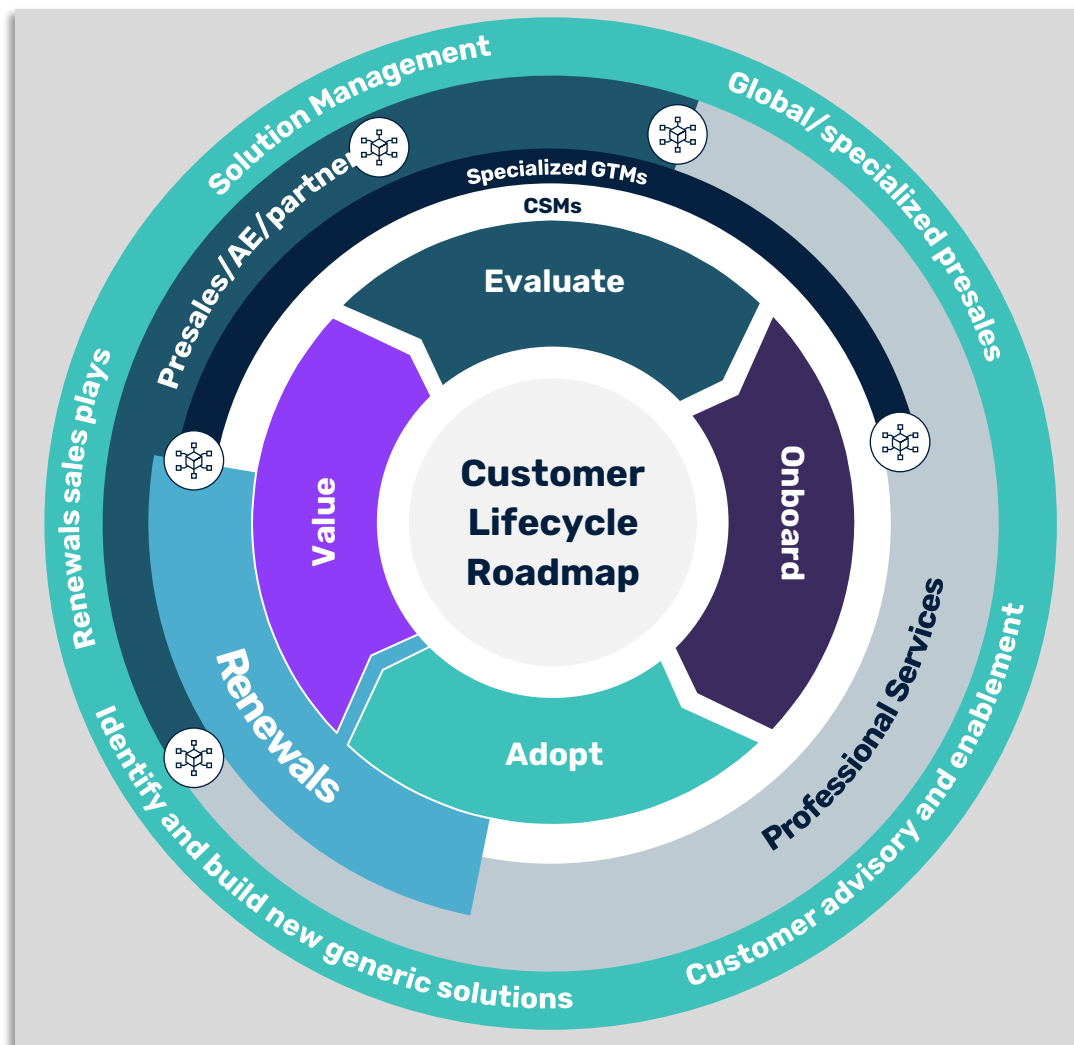 Solution Management
Global/specialized presales
Presales/AE/partner
Specialized GTMs
CSMs
Evaluate
Renewals sales plays
Value
Customer
Lifecycle
Roadmap
Onboard
Renewals
Adopt
Professional Services
Identify and build new generic solutions
Customer advisory and enablement